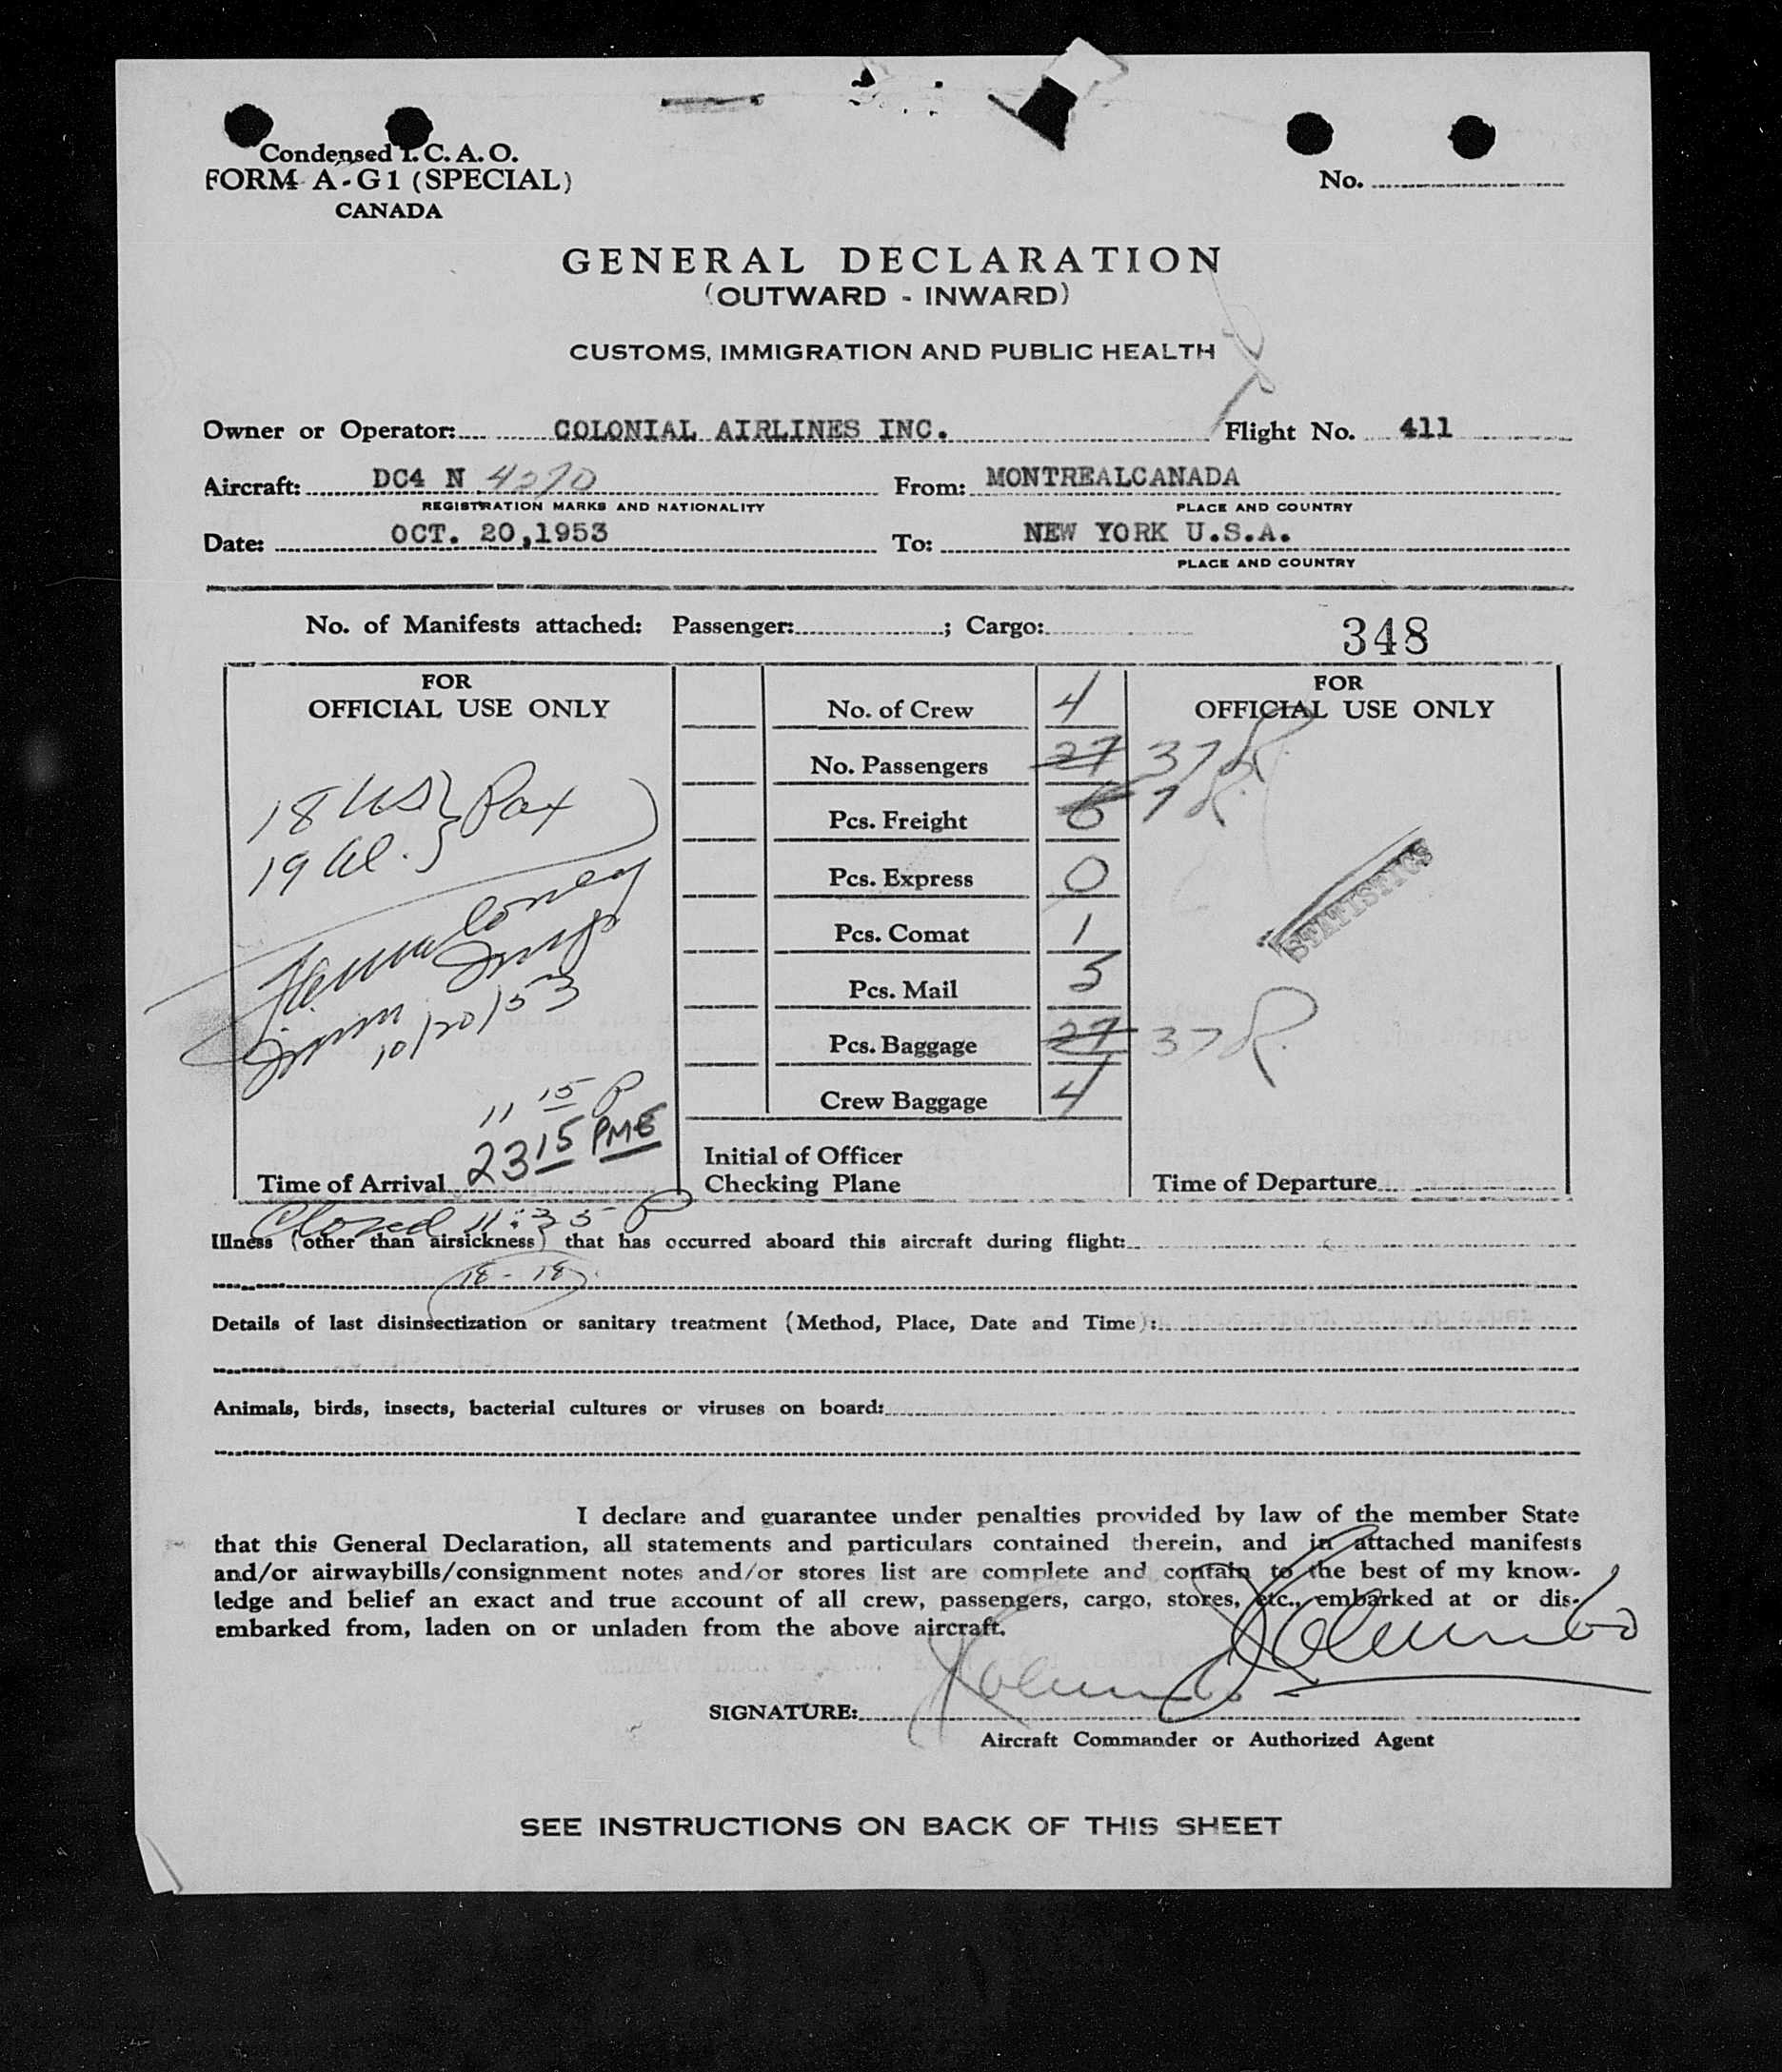 Condensed I. C. A. O.
FORM A-G1 (SPECIAL)
CANADA
No.
GENERAL DECLARATION
(OUTWARD - INWARD)
CUSTOMS, IMMIGRATION AND PUBLIC HEALTH
Owner or Operator: COLONIAL AIRLINES INC. Flight No. 411
Aircraft: DC4 N 4270 From: MONTREALCANADA
REGISTRATION MARKS AND NATIONALITY PLACE AND COUNTRY
Date: OCT. 20,1953 To: NEW YORK U.S.A.
PLACE AND COUNTRY
No. of Manifests attached: Passenger: ; Cargo:
348
FOR
OFFICIAL USE ONLY
18 US } Pax
19 Al. }
10/20/53
11 15 P
23 15 PME
Time of Arrival
No. of Crew 4
No. Passengers 27 37 R.
Pcs. Freight 6 7 R.
Pcs. Express 0
Pcs. Comat 1
Pcs. Mail 5
Pcs. Baggage 27 37 R.
Crew Baggage 4
Initial of Officer
Checking Plane
FOR
OFFICIAL USE ONLY
STATISTICS
Time of Departure
Closed 11:35 P
Illness (other than airsickness) that has occurred aboard this aircraft during flight:
18 - 18
Details of last disinsectization or sanitary treatment (Method, Place, Date and Time):
Animals, birds, insects, bacterial cultures or viruses on board:
I declare and guarantee under penalties provided by law of the member State
that this General Declaration, all statements and particulars contained therein, and in attached manifests
and/or airwaybills/consignment notes and/or stores list are complete and contain to the best of my know-
ledge and belief an exact and true account of all crew, passengers, cargo, stores, etc., embarked at or dis-
embarked from, laden on or unladen from the above aircraft.
SIGNATURE:
Aircraft Commander or Authorized Agent
SEE INSTRUCTIONS ON BACK OF THIS SHEET